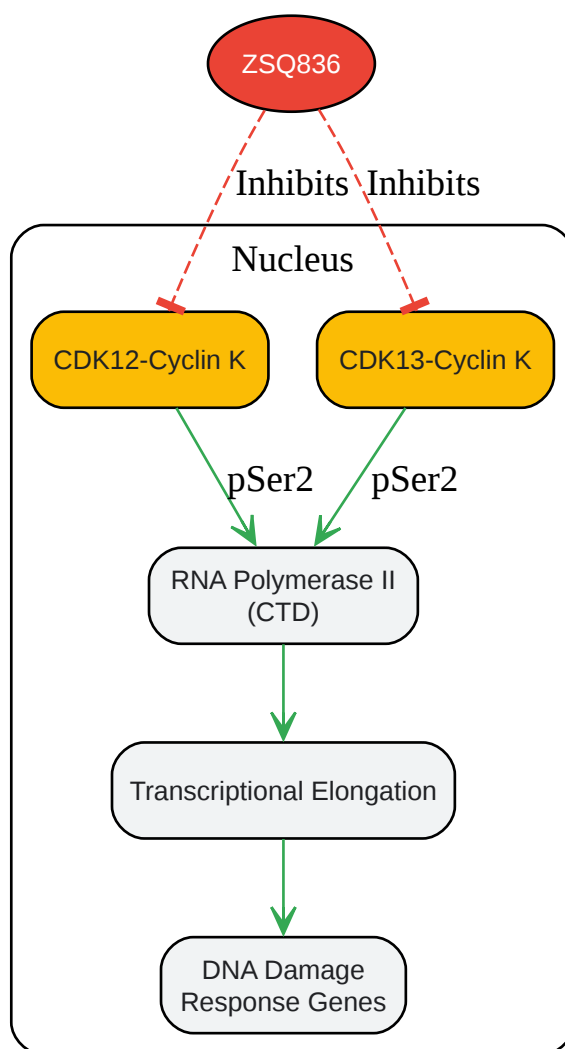 ZSQ836
Inhibits Inhibits
Nucleus
CDK12-Cyclin K
CDK13-Cyclin K
pSer2 pSer2
RNA Polymerase II
(CTD)
Transcriptional Elongation
DNA Damage
Response Genes